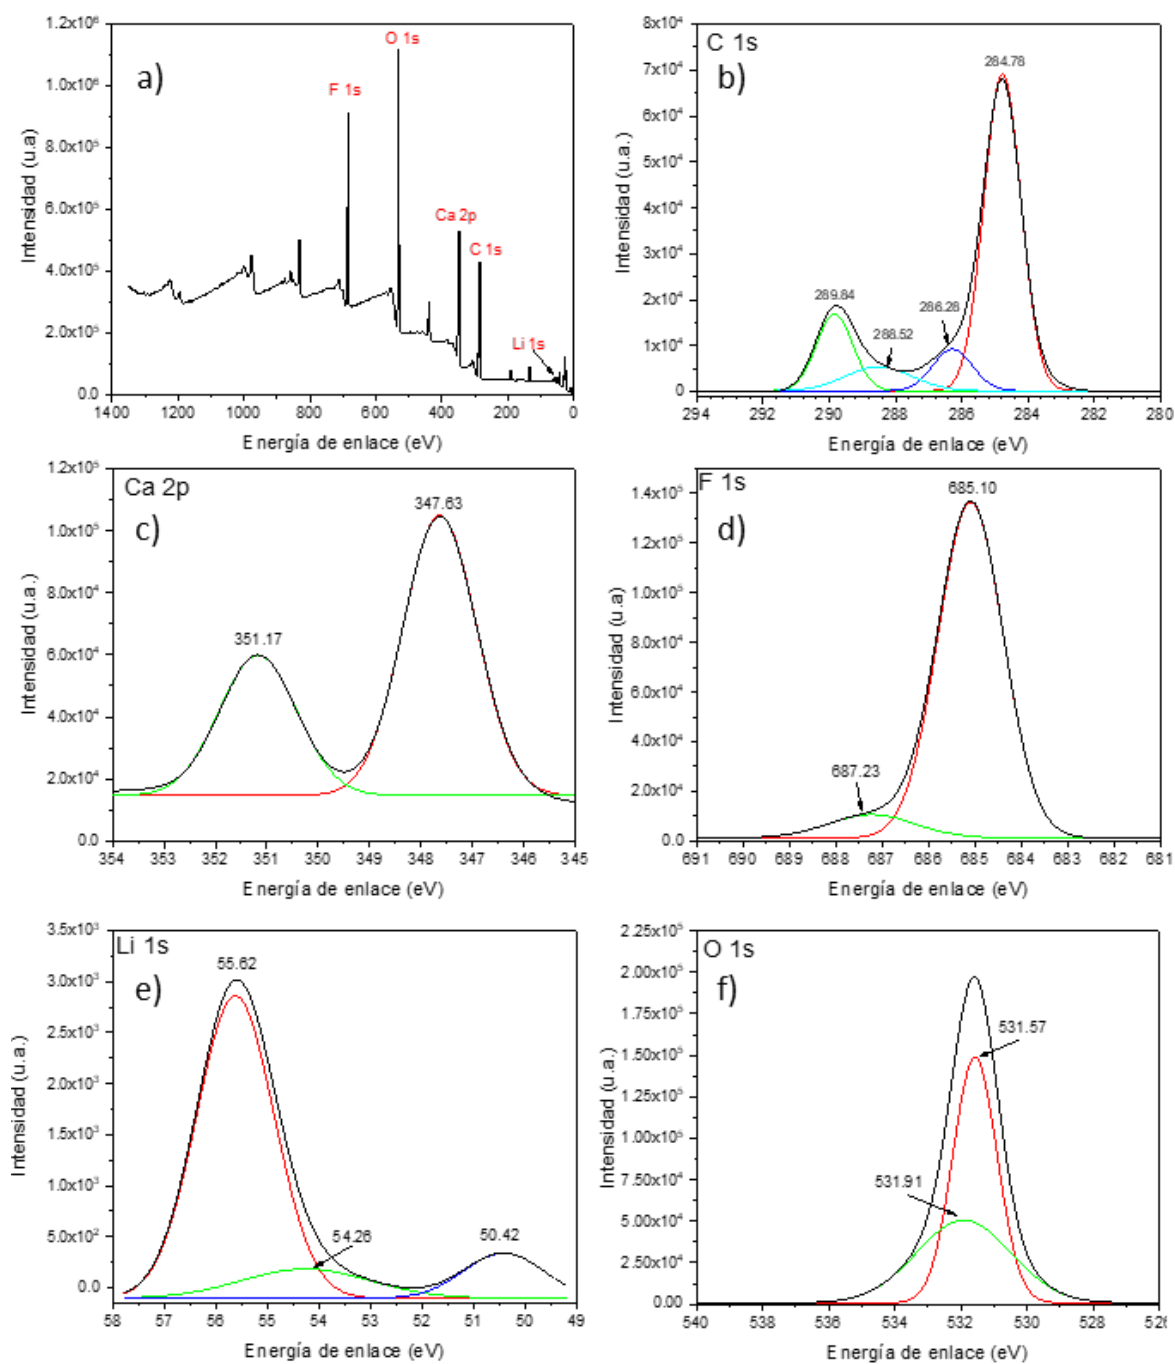 a)
O 1s
F 1s
Ca 2p
C 1s
Li 1s
1.2x10⁶
1.0x10⁶
8.0x10⁵
6.0x10⁵
4.0x10⁵
2.0x10⁵
0.0
1400 1200 1000 800 600 400 200 0
Intensidad (u.a)
Energía de enlace (eV)
C 1s
b)
284.78
289.84
288.52
286.28
8x10⁴
7x10⁴
6x10⁴
5x10⁴
4x10⁴
3x10⁴
2x10⁴
1x10⁴
0
294 292 290 288 286 284 282 280
Intensidad (u.a.)
Energía de enlace (eV)
Ca 2p
c)
347.63
351.17
1.2x10⁵
1.0x10⁵
8.0x10⁴
6.0x10⁴
4.0x10⁴
2.0x10⁴
0.0
354 353 352 351 350 349 348 347 346 345
Intensidad (u.a.)
Energía de enlace (eV)
F 1s
d)
685.10
687.23
1.4x10⁵
1.2x10⁵
1.0x10⁵
8.0x10⁴
6.0x10⁴
4.0x10⁴
2.0x10⁴
0.0
691 690 689 688 687 686 685 684 683 682 681
Intensidad (u.a)
Energía de enlace (eV)
Li 1s
e)
55.62
54.26
50.42
3.5x10³
3.0x10³
2.5x10³
2.0x10³
1.5x10³
1.0x10³
5.0x10²
0.0
58 57 56 55 54 53 52 51 50 49
Intensidad (u.a.)
Energía de enlace (eV)
O 1s
f)
531.57
531.91
2.25x10⁵
2.00x10⁵
1.75x10⁵
1.50x10⁵
1.25x10⁵
1.00x10⁵
7.50x10⁴
5.00x10⁴
2.50x10⁴
0.00
540 538 536 534 532 530 528 526
Intensidad (u.a.)
Energía de enlace (eV)